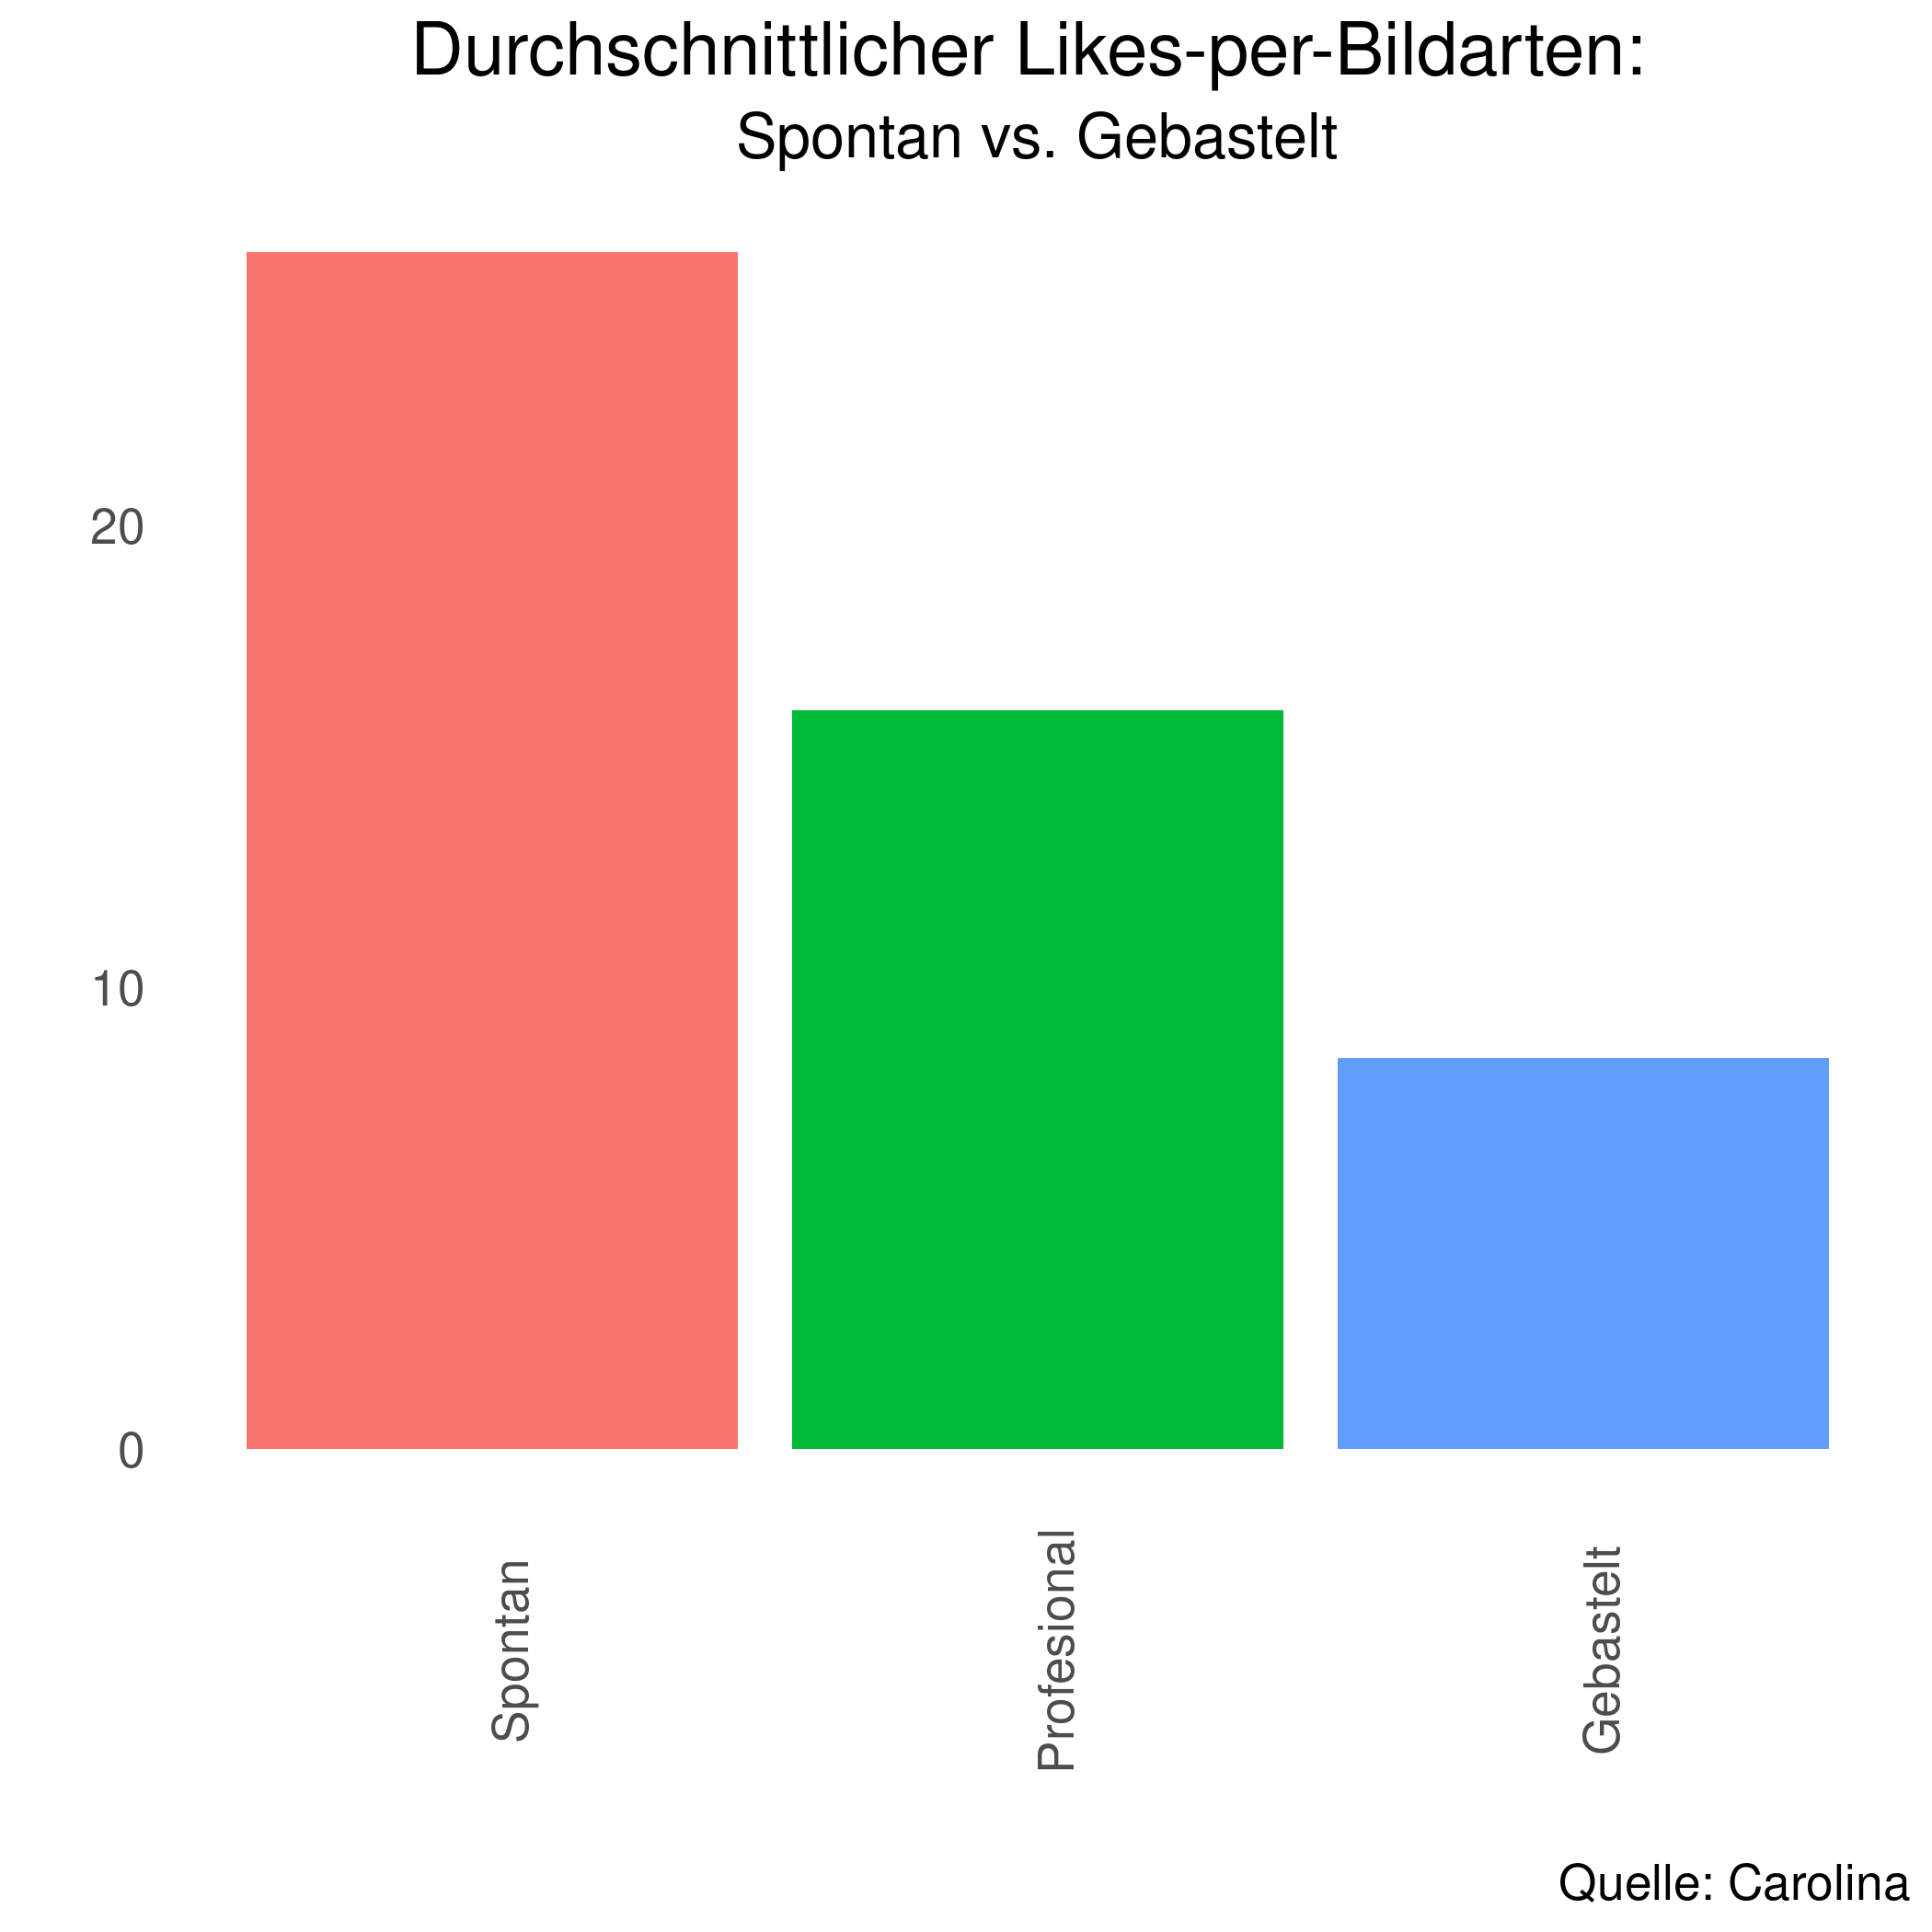 Durchschnittlicher Likes-per-Bildarten:
Spontan vs. Gebastelt
20
10
0
Spontan
Profesional
Gebastelt
Quelle: Carolina